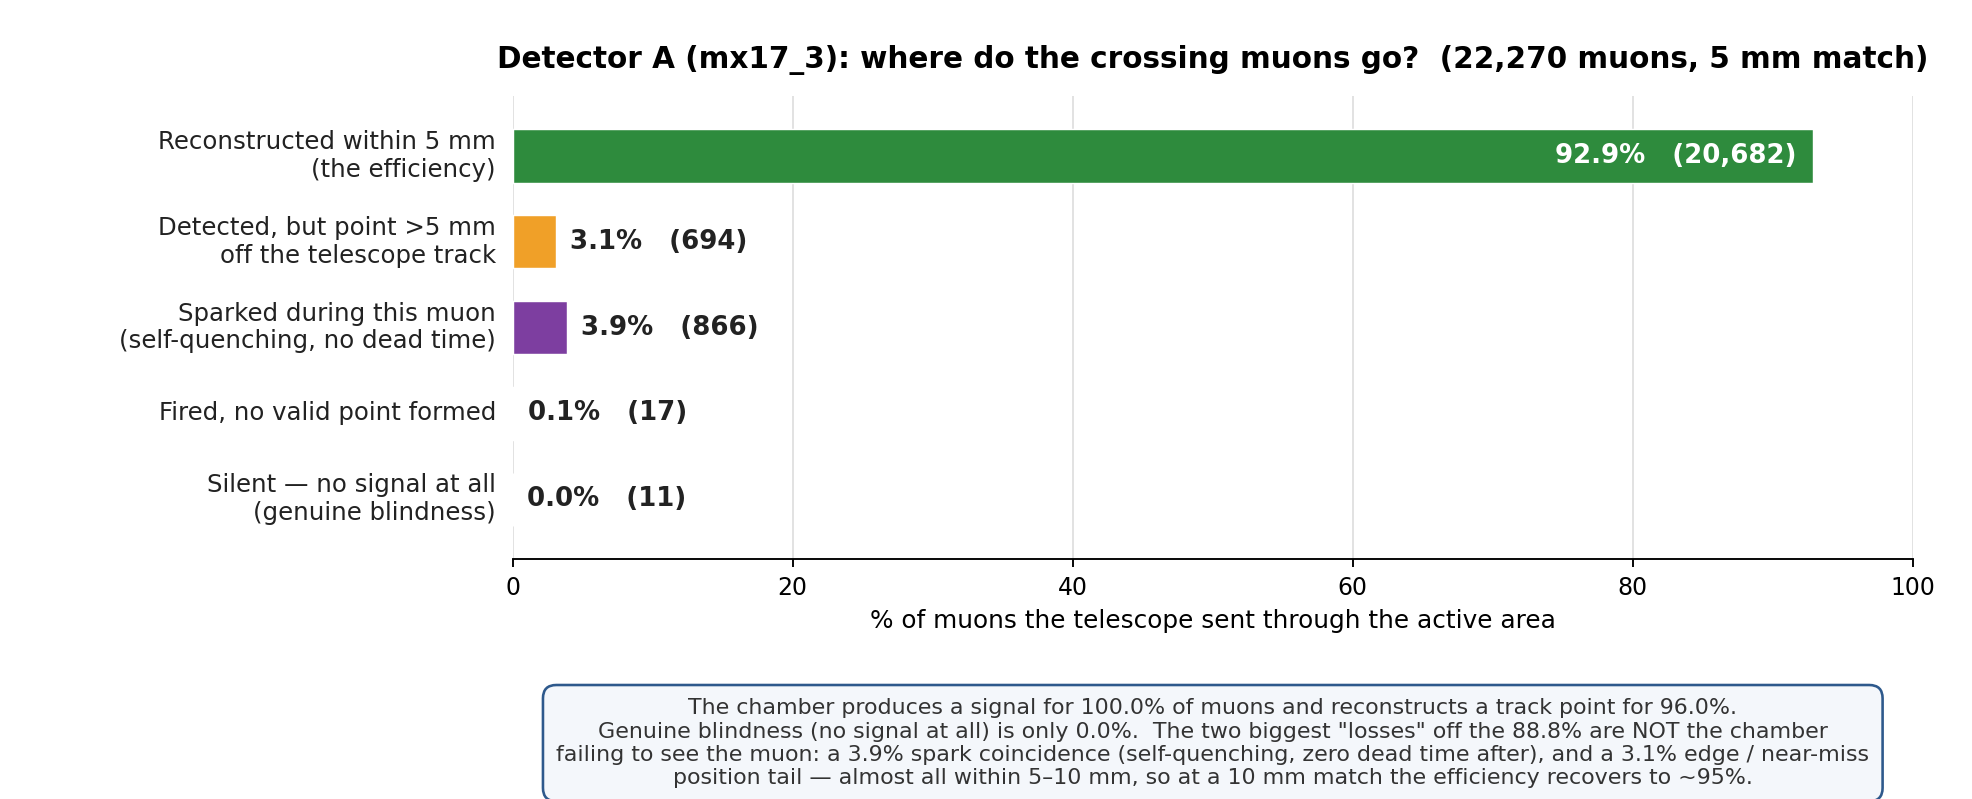 Detector A (mx17_3): where do the crossing muons go?  (22,270 muons, 5 mm match)
Reconstructed within 5 mm
(the efficiency)
92.9%   (20,682)
Detected, but point >5 mm
off the telescope track
3.1%   (694)
Sparked during this muon
(self-quenching, no dead time)
3.9%   (866)
Fired, no valid point formed
0.1%   (17)
Silent — no signal at all
(genuine blindness)
0.0%   (11)
0 20 40 60 80 100
% of muons the telescope sent through the active area
The chamber produces a signal for 100.0% of muons and reconstructs a track point for 96.0%.
Genuine blindness (no signal at all) is only 0.0%.  The two biggest "losses" off the 88.8% are NOT the chamber
failing to see the muon: a 3.9% spark coincidence (self-quenching, zero dead time after), and a 3.1% edge / near-miss
position tail — almost all within 5–10 mm, so at a 10 mm match the efficiency recovers to ~95%.